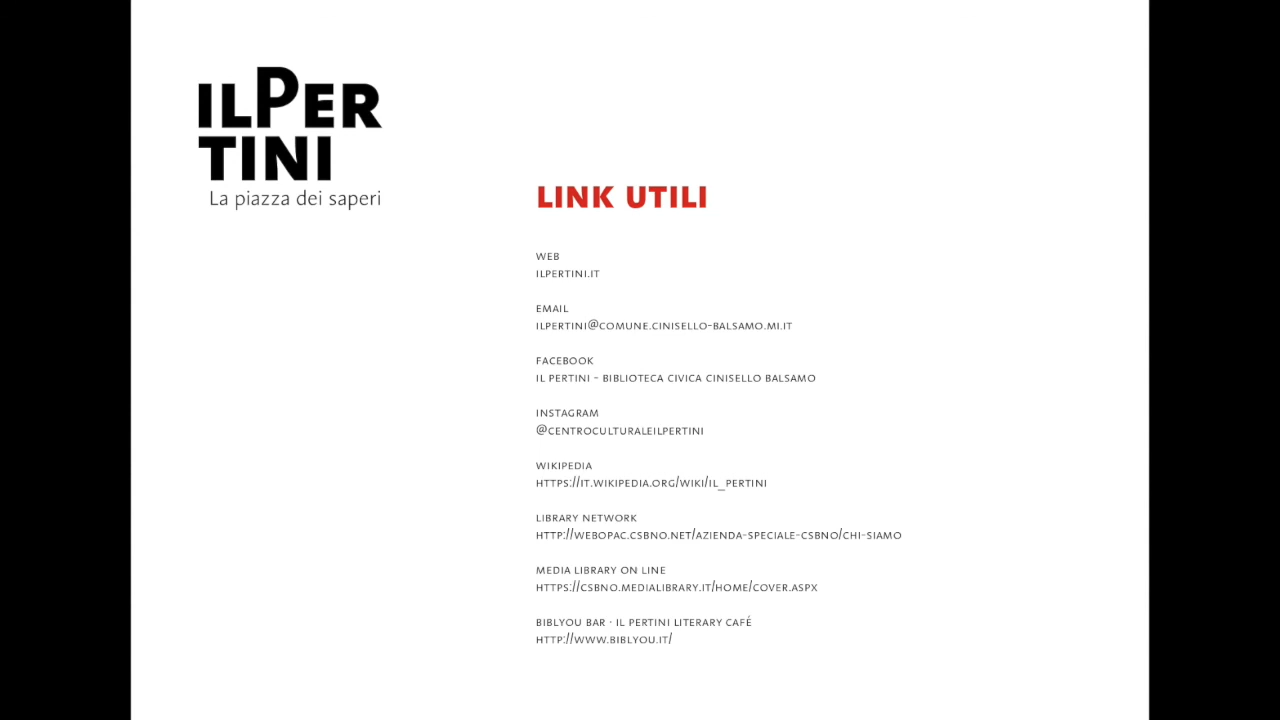 ILPER
TINI
La piazza dei saperi
LINK UTILI
WEB
ILPERTINI.IT
EMAIL
ILPERTINI@COMUNE.CINISELLO-BALSAMO.MI.IT
FACEBOOK
IL PERTINI - BIBLIOTECA CIVICA CINISELLO BALSAMO
INSTAGRAM
@CENTROCULTURALEILPERTINI
WIKIPEDIA
HTTPS://IT.WIKIPEDIA.ORG/WIKI/IL_PERTINI
LIBRARY NETWORK
HTTP://WEBOPAC.CSBNO.NET/AZIENDA-SPECIALE-CSBNO/CHI-SIAMO
MEDIA LIBRARY ON LINE
HTTPS://CSBNO.MEDIALIBRARY.IT/HOME/COVER.ASPX
BIBLYOU BAR · IL PERTINI LITERARY CAFÉ
HTTP://WWW.BIBLYOU.IT/